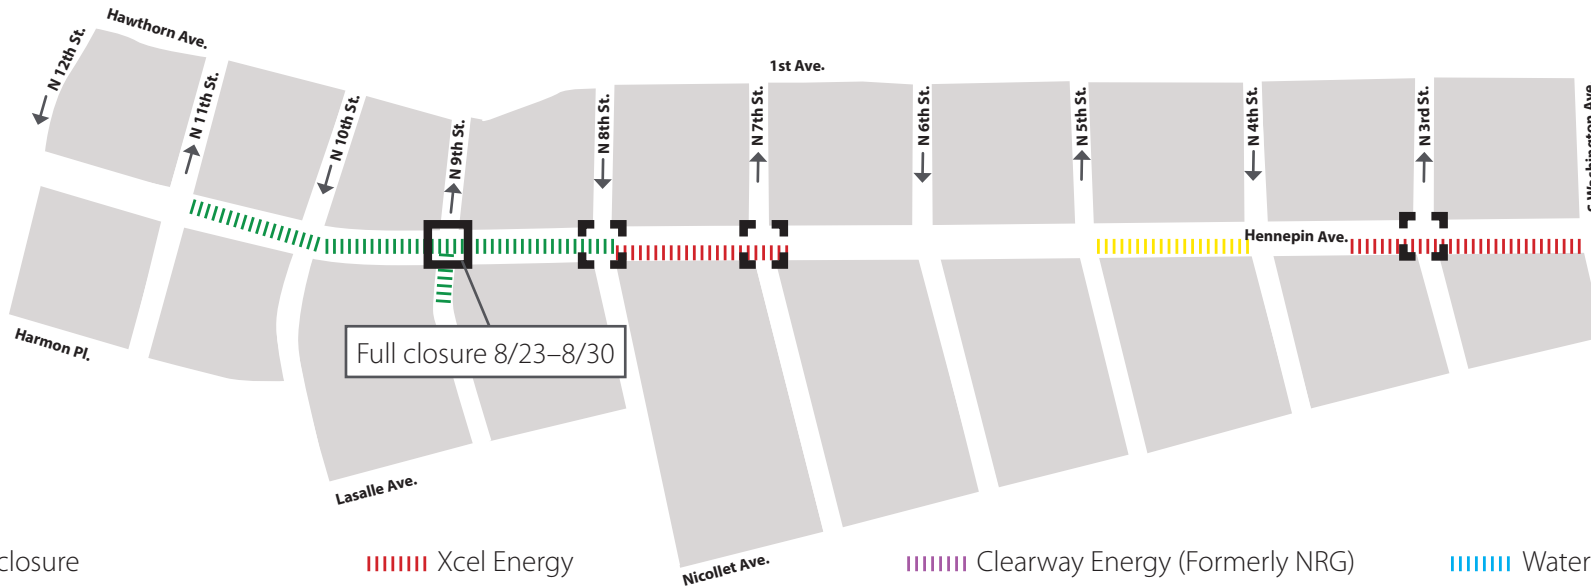 Hawthorn Ave.
N 12th St.
N 11th St.
N 10th St.
N 9th St.
N 8th St.
1st Ave.
N 7th St.
N 6th St.
N 5th St.
N 4th St.
N 3rd St.
Washington Ave
Hennepin Ave.
Harmon Pl.
Full closure 8/23–8/30
Lasalle Ave.
Nicollet Ave.
closure
Xcel Energy
Clearway Energy (Formerly NRG)
Water